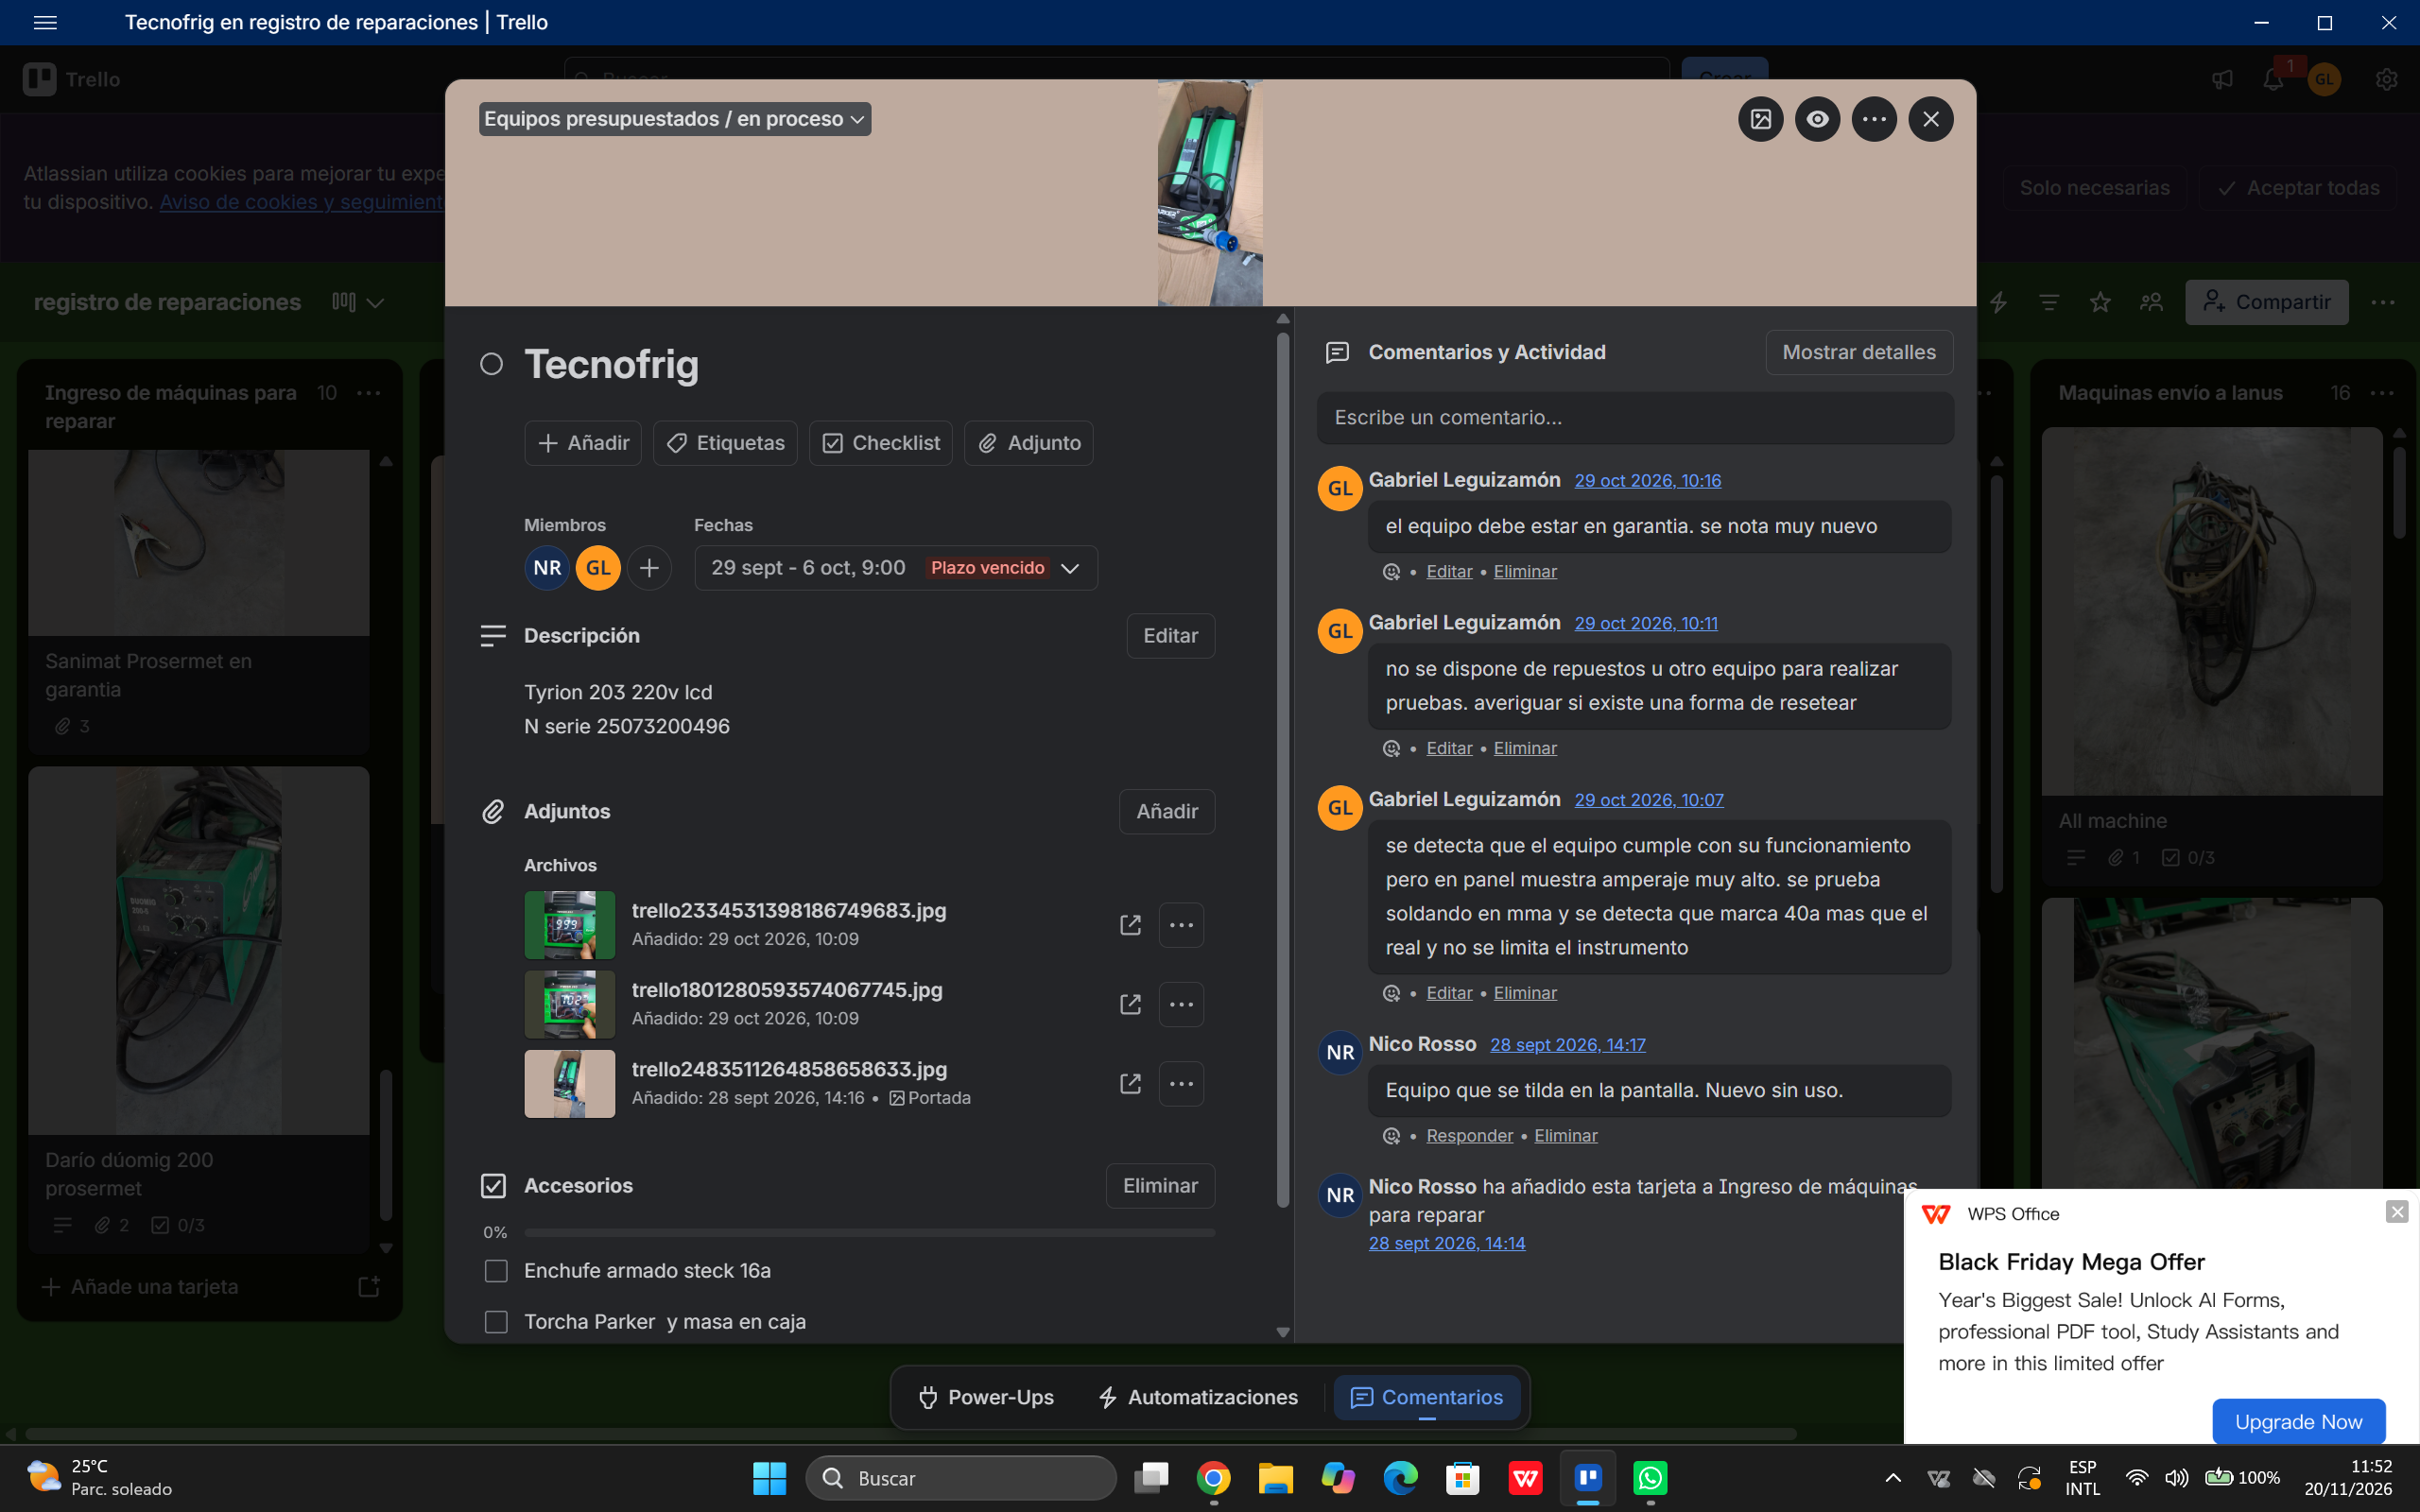 Tecnofrig en registro de reparaciones | Trello
Trello
Buscar
Crear
1
GL
Atlassian utiliza cookies para mejorar tu expe
tu dispositivo. Aviso de cookies y seguimient
Solo necesarias
Aceptar todas
registro de reparaciones
Compartir
Ingreso de máquinas para reparar 10
Sanimat Prosermet en
garantia
3
Darío dúomig 200
prosermet
2 0/3
Añade una tarjeta
Equipos presupuestados / en proceso
Tecnofrig
Añadir
Etiquetas
Checklist
Adjunto
Miembros
Fechas
NR GL
29 sept - 6 oct, 9:00 Plazo vencido
Descripción
Editar
Tyrion 203 220v lcd
N serie 25073200496
Adjuntos
Añadir
Archivos
999
trello2334531398186749683.jpg
Añadido: 29 oct 2026, 10:09
trello1801280593574067745.jpg
Añadido: 29 oct 2026, 10:09
trello2483511264858658633.jpg
Añadido: 28 sept 2026, 14:16 • Portada
Accesorios
Eliminar
0%
Enchufe armado steck 16a
Torcha Parker y masa en caja
Comentarios y Actividad
Mostrar detalles
Escribe un comentario...
GL
Gabriel Leguizamón 29 oct 2026, 10:16
el equipo debe estar en garantia. se nota muy nuevo
• Editar • Eliminar
GL
Gabriel Leguizamón 29 oct 2026, 10:11
no se dispone de repuestos u otro equipo para realizar
pruebas. averiguar si existe una forma de resetear
• Editar • Eliminar
GL
Gabriel Leguizamón 29 oct 2026, 10:07
se detecta que el equipo cumple con su funcionamiento
pero en panel muestra amperaje muy alto. se prueba
soldando en mma y se detecta que marca 40a mas que el
real y no se limita el instrumento
• Editar • Eliminar
NR
Nico Rosso 28 sept 2026, 14:17
Equipo que se tilda en la pantalla. Nuevo sin uso.
• Responder • Eliminar
NR
Nico Rosso ha añadido esta tarjeta a Ingreso de máquinas
para reparar
28 sept 2026, 14:14
Maquinas envío a lanus 16
All machine
1 0/3
WPS Office
Black Friday Mega Offer
Year's Biggest Sale! Unlock AI Forms,
professional PDF tool, Study Assistants and
more in this limited offer
Upgrade Now
Power-Ups
Automatizaciones
Comentarios
25°C
Parc. soleado
Buscar
ESP
INTL
100%
11:52
20/11/2026